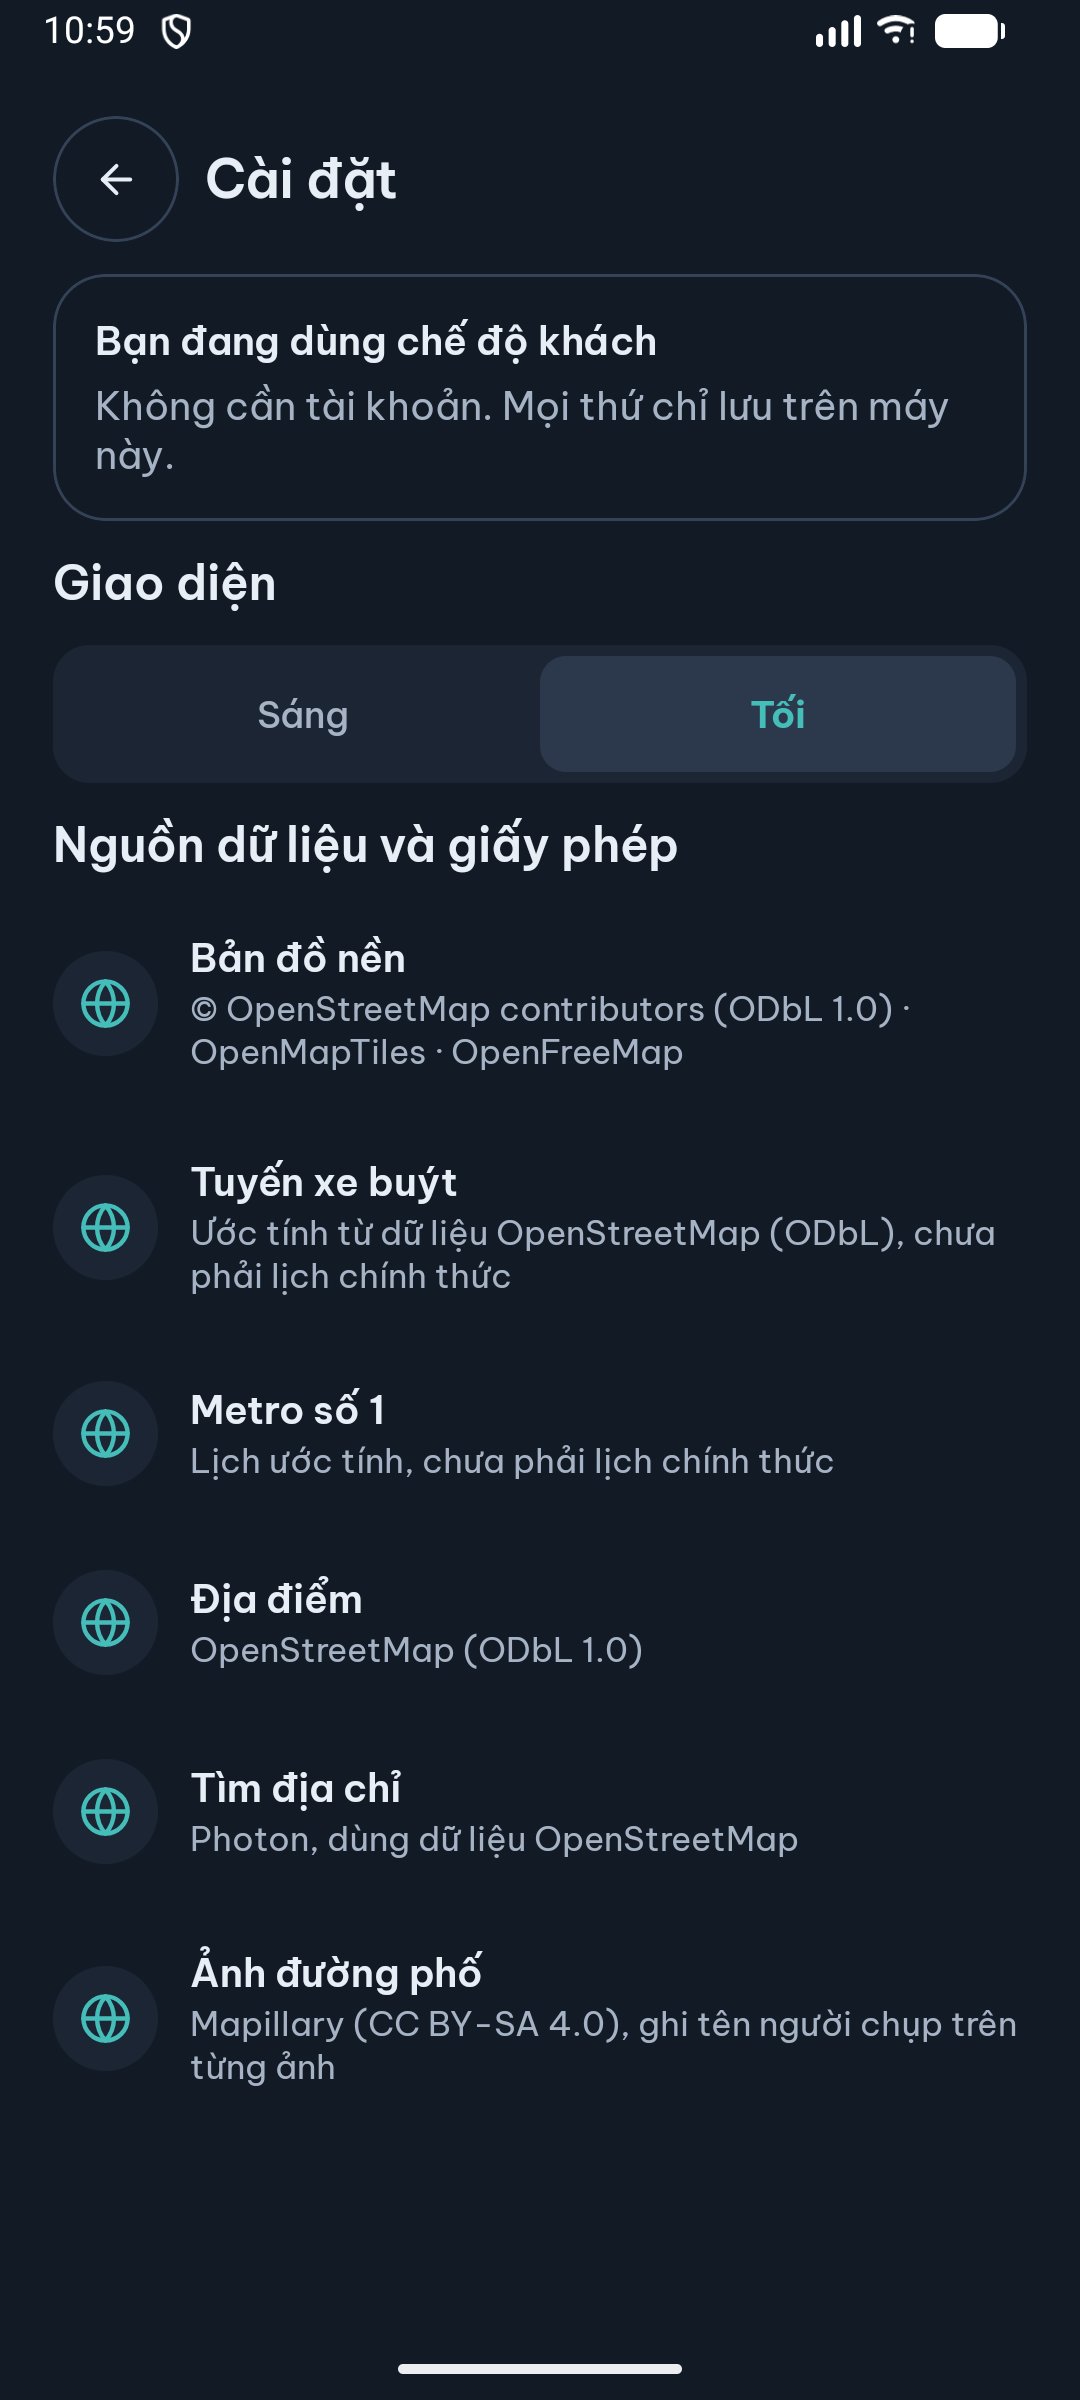 10:59
Cài đặt
Bạn đang dùng chế độ khách
Không cần tài khoản. Mọi thứ chỉ lưu trên máy
này.
Giao diện
Sáng
Tối
Nguồn dữ liệu và giấy phép
Bản đồ nền
© OpenStreetMap contributors (ODbL 1.0) ·
OpenMapTiles · OpenFreeMap
Tuyến xe buýt
Ước tính từ dữ liệu OpenStreetMap (ODbL), chưa
phải lịch chính thức
Metro số 1
Lịch ước tính, chưa phải lịch chính thức
Địa điểm
OpenStreetMap (ODbL 1.0)
Tìm địa chỉ
Photon, dùng dữ liệu OpenStreetMap
Ảnh đường phố
Mapillary (CC BY-SA 4.0), ghi tên người chụp trên
từng ảnh